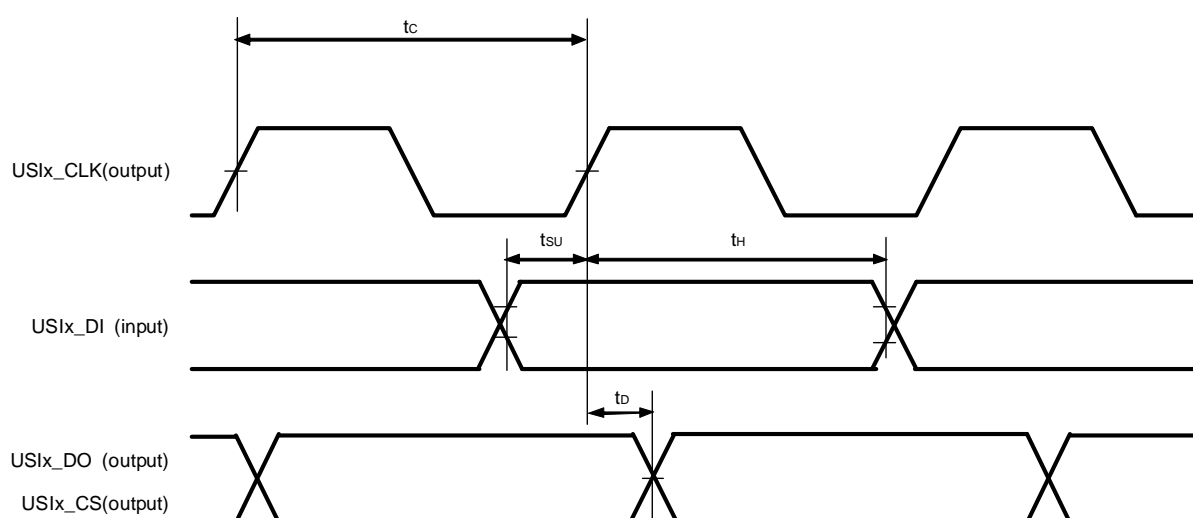 tC
USIx_CLK(output)
tSU
tH
USIx_DI (input)
tD
USIx_DO (output)
USIx_CS(output)